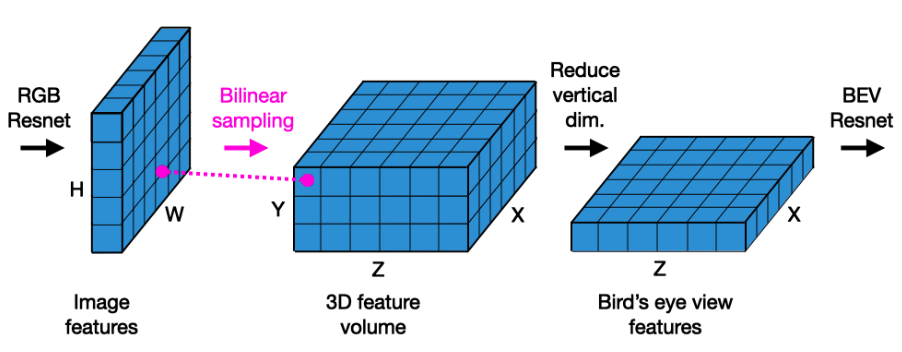 RGB
Resnet
H
W
Image
features
Bilinear
sampling
Y
Z
X
3D feature
volume
Reduce
vertical
dim.
Z
X
Bird's eye view
features
BEV
Resnet